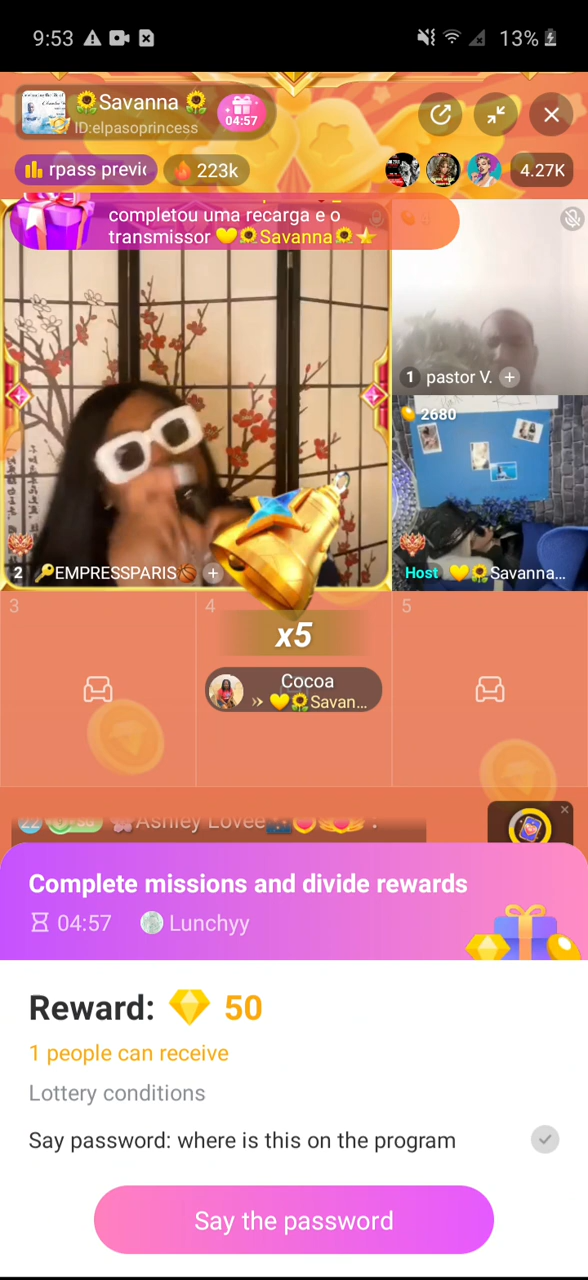 9:53
13%
🌻Savanna 🌻
ID:elpasoprincess
04:57
rpass previ
223k
4.27K
completou uma recarga e o
transmissor 💛🌻Savanna🌻⭐
1 pastor V. +
2680
2 🔑EMPRESSPARIS🏀 +
Host 💛🌻Savanna...
3
4
5
x5
Cocoa
» 💛🌻Savan...
22
Ashley Lovee
Complete missions and divide rewards
04:57 Lunchyy
Reward: 50
1 people can receive
Lottery conditions
Say password: where is this on the program
Say the password